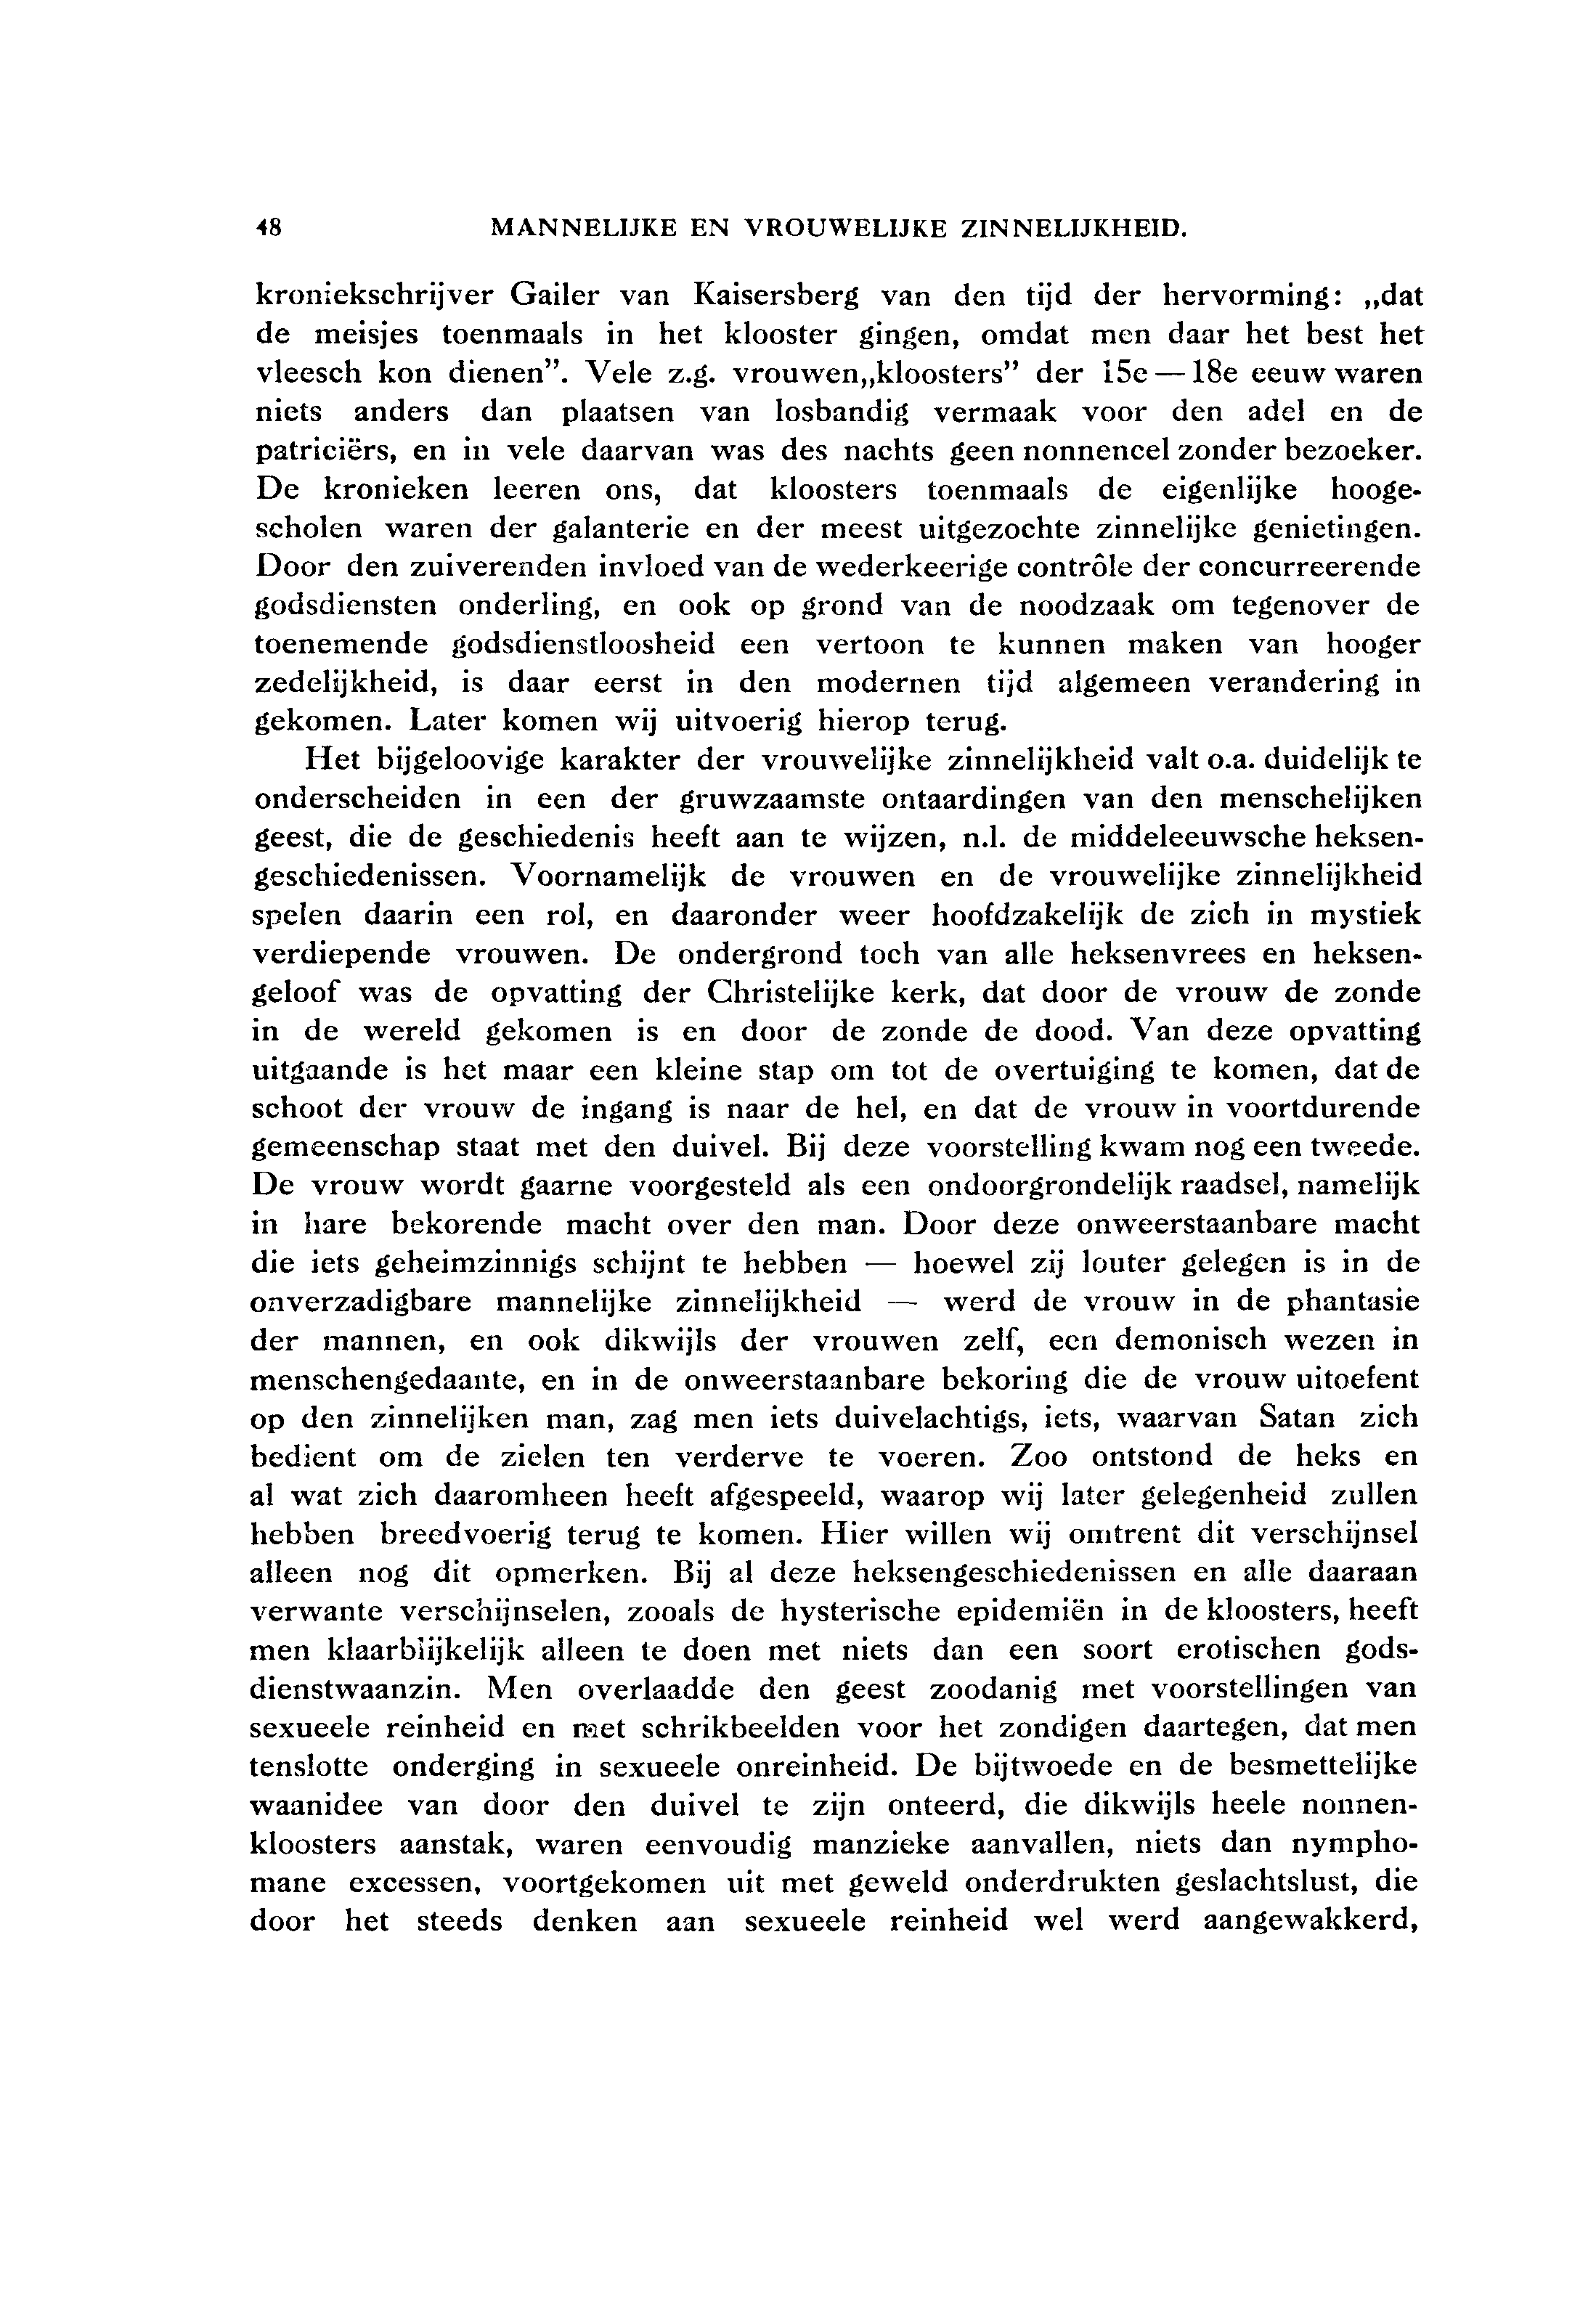 48 MANNELIJKE EN VROUWELIJKE ZINNELIJKHEID.
kroniekschrijver Gailer van Kaisersberg van den tijd der hervorming: „dat
de meisjes toenmaals in het klooster gingen, omdat men daar het best het
vleesch kon dienen”. Vele z.g. vrouwen„kloosters” der 15e — 18e eeuw waren
niets anders dan plaatsen van losbandig vermaak voor den adel en de
patriciërs, en in vele daarvan was des nachts geen nonnencel zonder bezoeker.
De kronieken leeren ons, dat kloosters toenmaals de eigenlijke hooge-
scholen waren der galanterie en der meest uitgezochte zinnelijke genietingen.
Door den zuiverenden invloed van de wederkeerige contrôle der concurreerende
godsdiensten onderling, en ook op grond van de noodzaak om tegenover de
toenemende godsdienstloosheid een vertoon te kunnen maken van hooger
zedelijkheid, is daar eerst in den modernen tijd algemeen verandering in
gekomen. Later komen wij uitvoerig hierop terug.
Het bijgeloovige karakter der vrouwelijke zinnelijkheid valt o.a. duidelijk te
onderscheiden in een der gruwzaamste ontaardingen van den menschelijken
geest, die de geschiedenis heeft aan te wijzen, n.l. de middeleeuwsche heksen-
geschiedenissen. Voornamelijk de vrouwen en de vrouwelijke zinnelijkheid
spelen daarin een rol, en daaronder weer hoofdzakelijk de zich in mystiek
verdiepende vrouwen. De ondergrond toch van alle heksenvrees en heksen-
geloof was de opvatting der Christelijke kerk, dat door de vrouw de zonde
in de wereld gekomen is en door de zonde de dood. Van deze opvatting
uitgaande is het maar een kleine stap om tot de overtuiging te komen, dat de
schoot der vrouw de ingang is naar de hel, en dat de vrouw in voortdurende
gemeenschap staat met den duivel. Bij deze voorstelling kwam nog een tweede.
De vrouw wordt gaarne voorgesteld als een ondoorgrondelijk raadsel, namelijk
in hare bekorende macht over den man. Door deze onweerstaanbare macht
die iets geheimzinnigs schijnt te hebben — hoewel zij louter gelegen is in de
onverzadigbare mannelijke zinnelijkheid — werd de vrouw in de phantasie
der mannen, en ook dikwijls der vrouwen zelf, een demonisch wezen in
menschengedaante, en in de onweerstaanbare bekoring die de vrouw uitoefent
op den zinnelijken man, zag men iets duivelachtigs, iets, waarvan Satan zich
bedient om de zielen ten verderve te voeren. Zoo ontstond de heks en
al wat zich daaromheen heeft afgespeeld, waarop wij later gelegenheid zullen
hebben breedvoerig terug te komen. Hier willen wij omtrent dit verschijnsel
alleen nog dit opmerken. Bij al deze heksengeschiedenissen en alle daaraan
verwante verschijnselen, zooals de hysterische epidemiën in de kloosters, heeft
men klaarblijkelijk alleen te doen met niets dan een soort erotischen gods-
dienstwaanzin. Men overlaadde den geest zoodanig met voorstellingen van
sexueele reinheid en met schrikbeelden voor het zondigen daartegen, dat men
tenslotte onderging in sexueele onreinheid. De bijtwoede en de besmettelijke
waanidee van door den duivel te zijn onteerd, die dikwijls heele nonnen-
kloosters aanstak, waren eenvoudig manzieke aanvallen, niets dan nympho-
mane excessen, voortgekomen uit met geweld onderdrukten geslachtslust, die
door het steeds denken aan sexueele reinheid wel werd aangewakkerd,